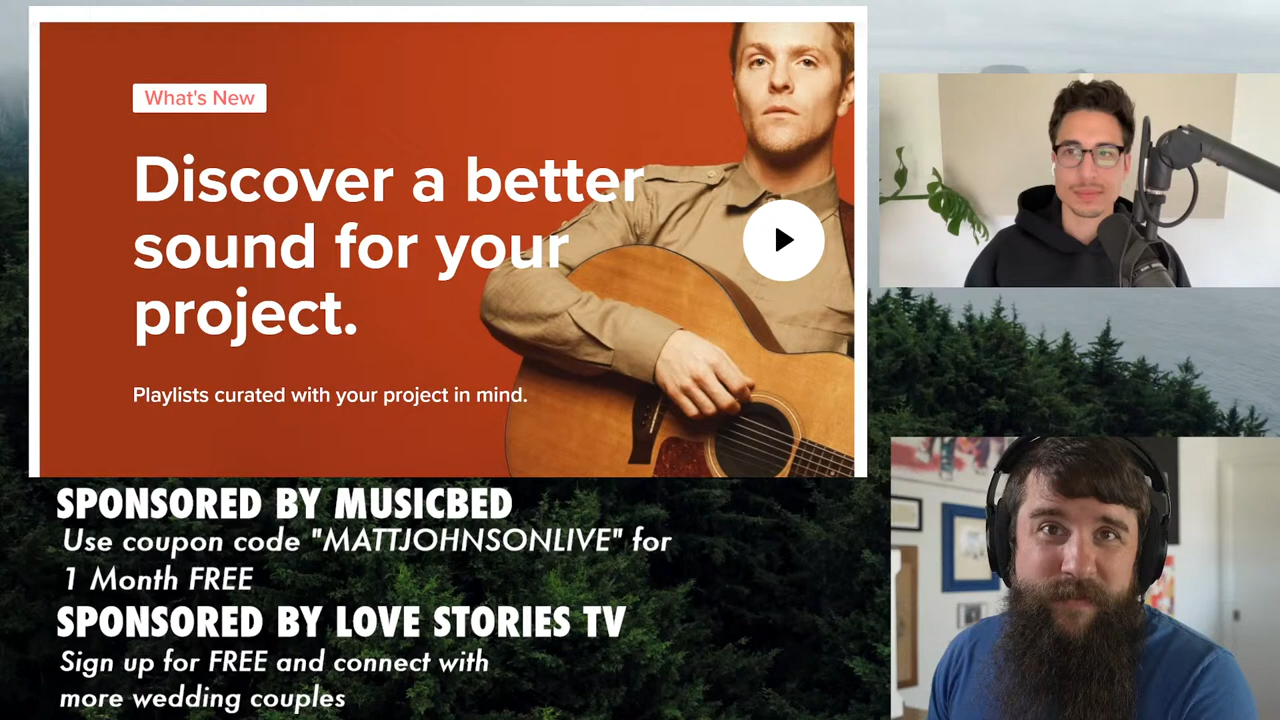 What's New
Discover a better
sound for your
project.
Playlists curated with your project in mind.
SPONSORED BY MUSICBED
Use coupon code "MATTJOHNSONLIVE" for
1 Month FREE
SPONSORED BY LOVE STORIES TV
Sign up for FREE and connect with
more wedding couples